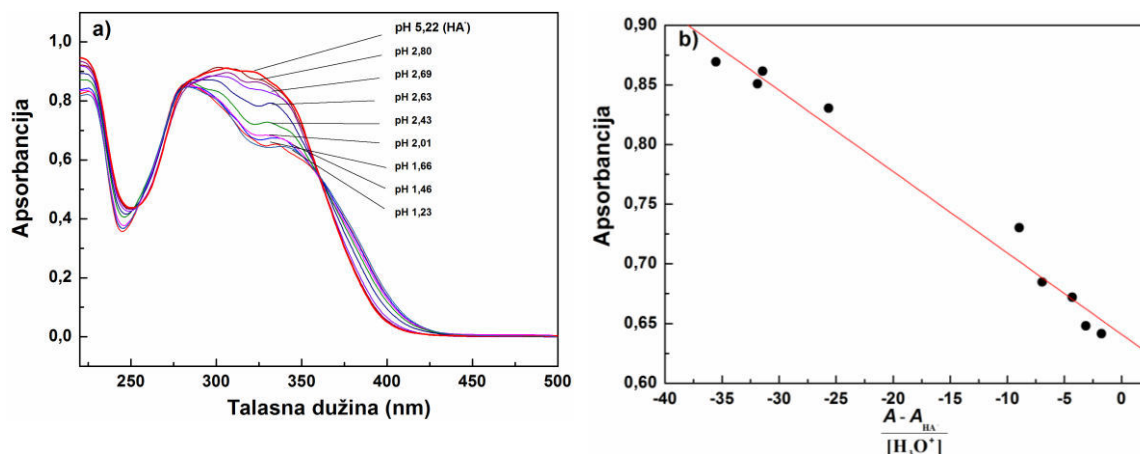 a)
1,0
0,8
0,6
0,4
0,2
0,0
Apsorbancija
250 300 350 400 450 500
Talasna dužina (nm)
pH 5,22 (HA⁻)
pH 2,80
pH 2,69
pH 2,63
pH 2,43
pH 2,01
pH 1,66
pH 1,46
pH 1,23
b)
0,90
0,85
0,80
0,75
0,70
0,65
0,60
Apsorbancija
-40 -35 -30 -25 -20 -15 -10 -5 0
A - A_HA
[H₃O⁺]